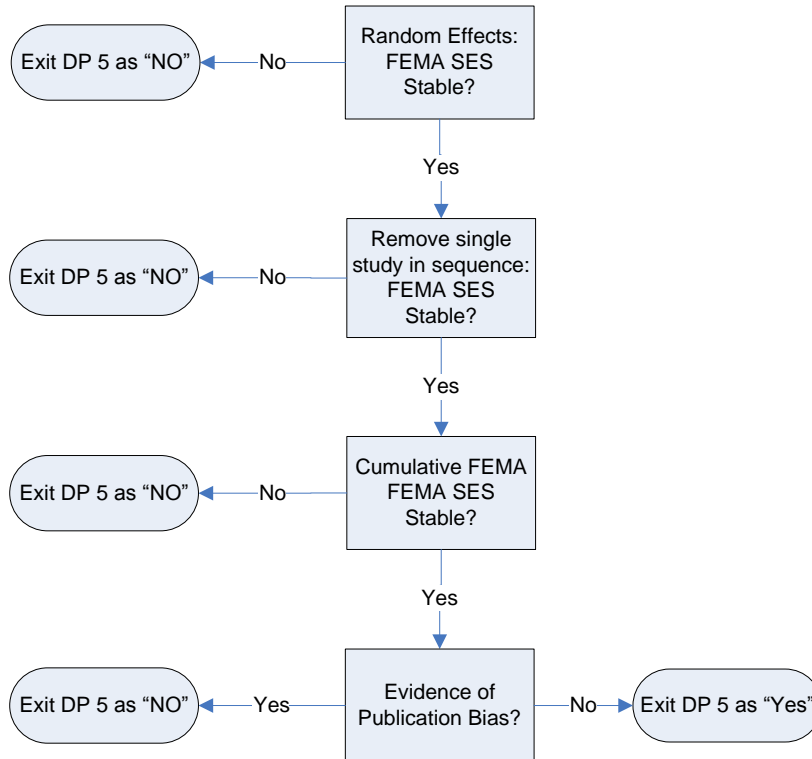 Random Effects:
FEMA SES
Stable?
Exit DP 5 as “NO”
No
Yes
Remove single
study in sequence:
FEMA SES
Stable?
Exit DP 5 as “NO”
No
Yes
Cumulative FEMA
FEMA SES
Stable?
Exit DP 5 as “NO”
No
Yes
Evidence of
Publication Bias?
Exit DP 5 as “NO”
Yes
No
Exit DP 5 as “Yes”